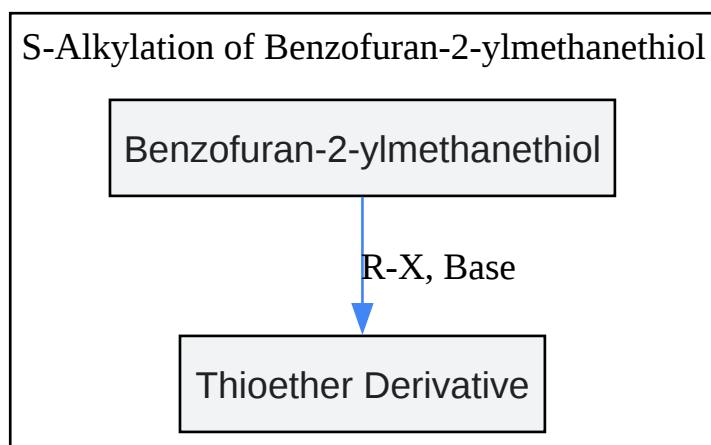 S-Alkylation of Benzofuran-2-ylmethanethiol
Benzofuran-2-ylmethanethiol
R-X, Base
Thioether Derivative